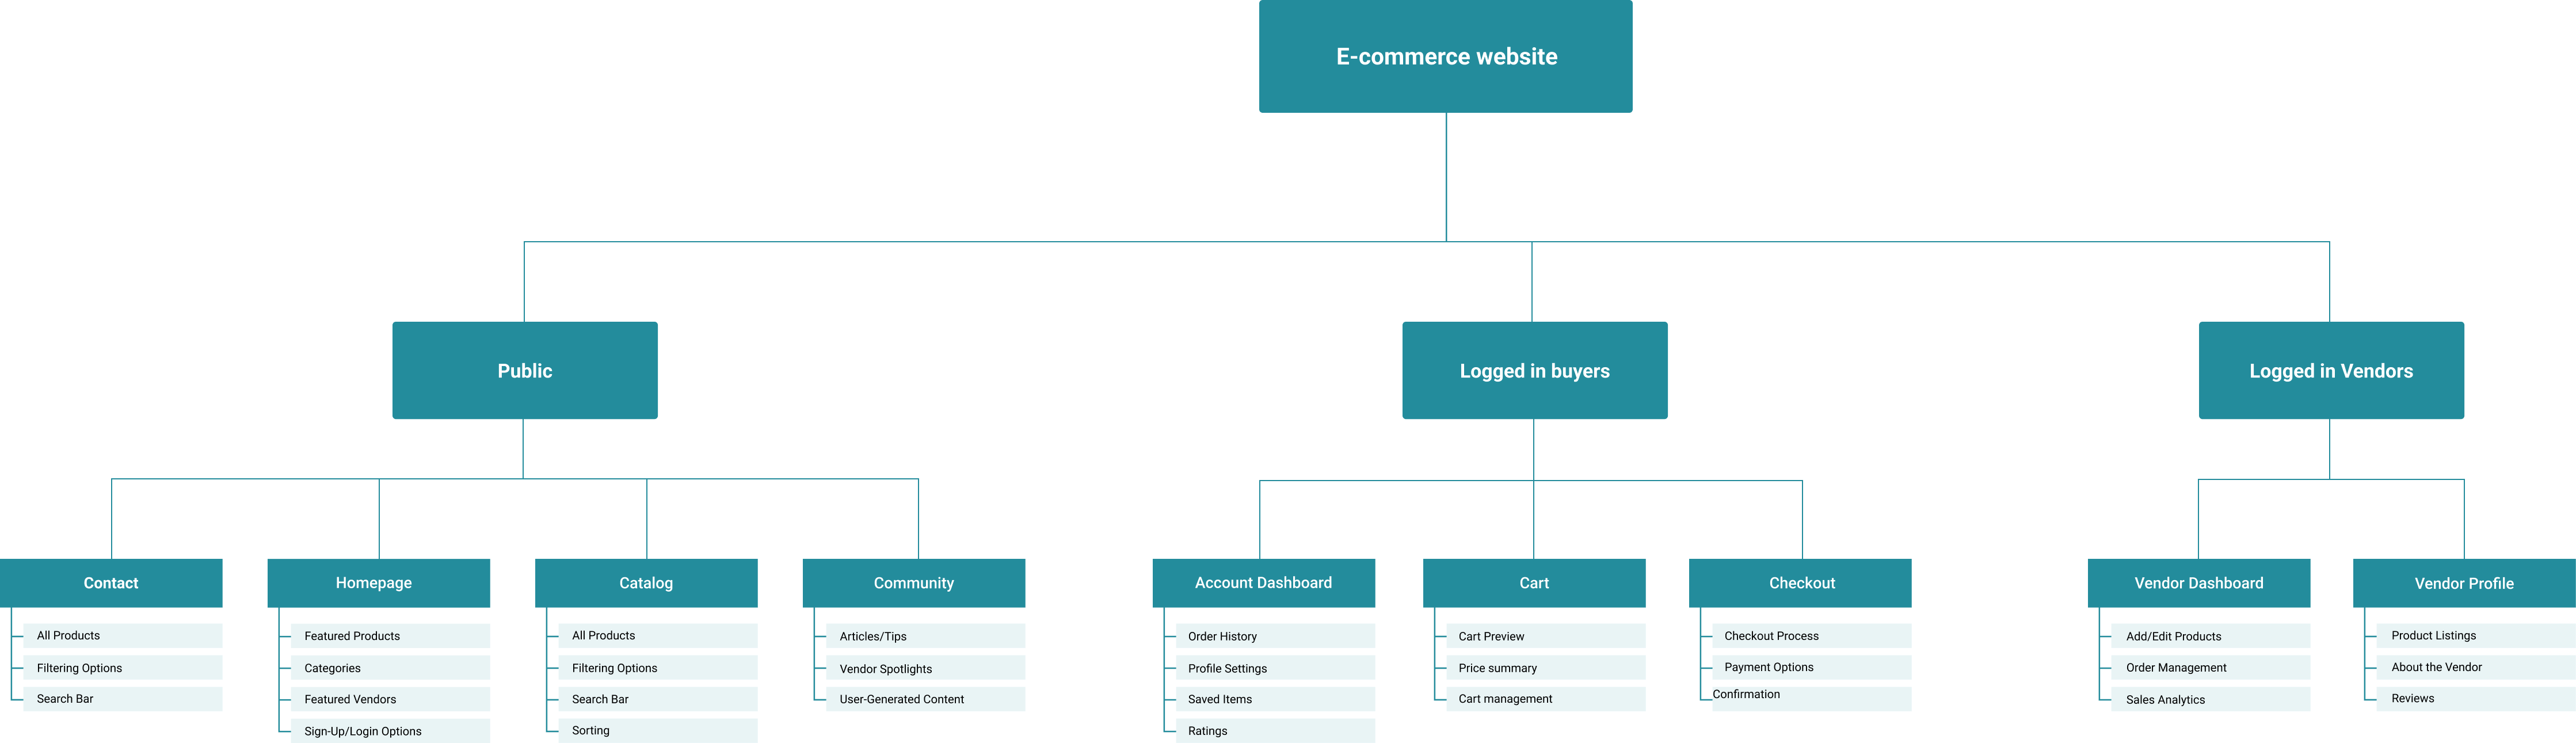 E-commerce website
Public
Logged in buyers
Logged in Vendors
Contact
All Products
Filtering Options
Search Bar
Homepage
Featured Products
Categories
Featured Vendors
Sign-Up/Login Options
Catalog
All Products
Filtering Options
Search Bar
Sorting
Community
Articles/Tips
Vendor Spotlights
User-Generated Content
Account Dashboard
Order History
Profile Settings
Saved Items
Ratings
Cart
Cart Preview
Price summary
Cart management
Checkout
Checkout Process
Payment Options
Confirmation
Vendor Dashboard
Add/Edit Products
Order Management
Sales Analytics
Vendor Profile
Product Listings
About the Vendor
Reviews